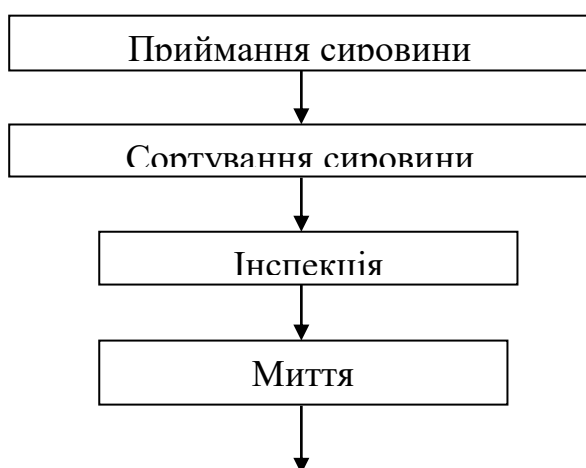 Приймання сировини
Сортування сировини
Інспекція
Миття